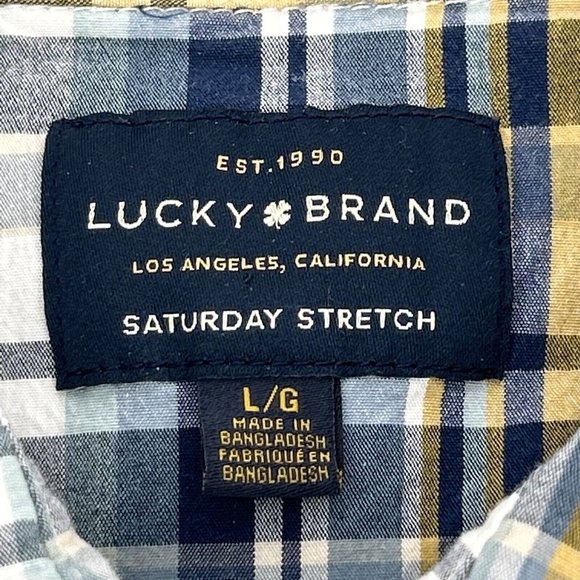 EST. 1990
LUCKY BRAND
LOS ANGELES, CALIFORNIA
SATURDAY STRETCH
L/G
MADE IN
BANGLADESH
FABRIQUÉ EN
BANGLADESH